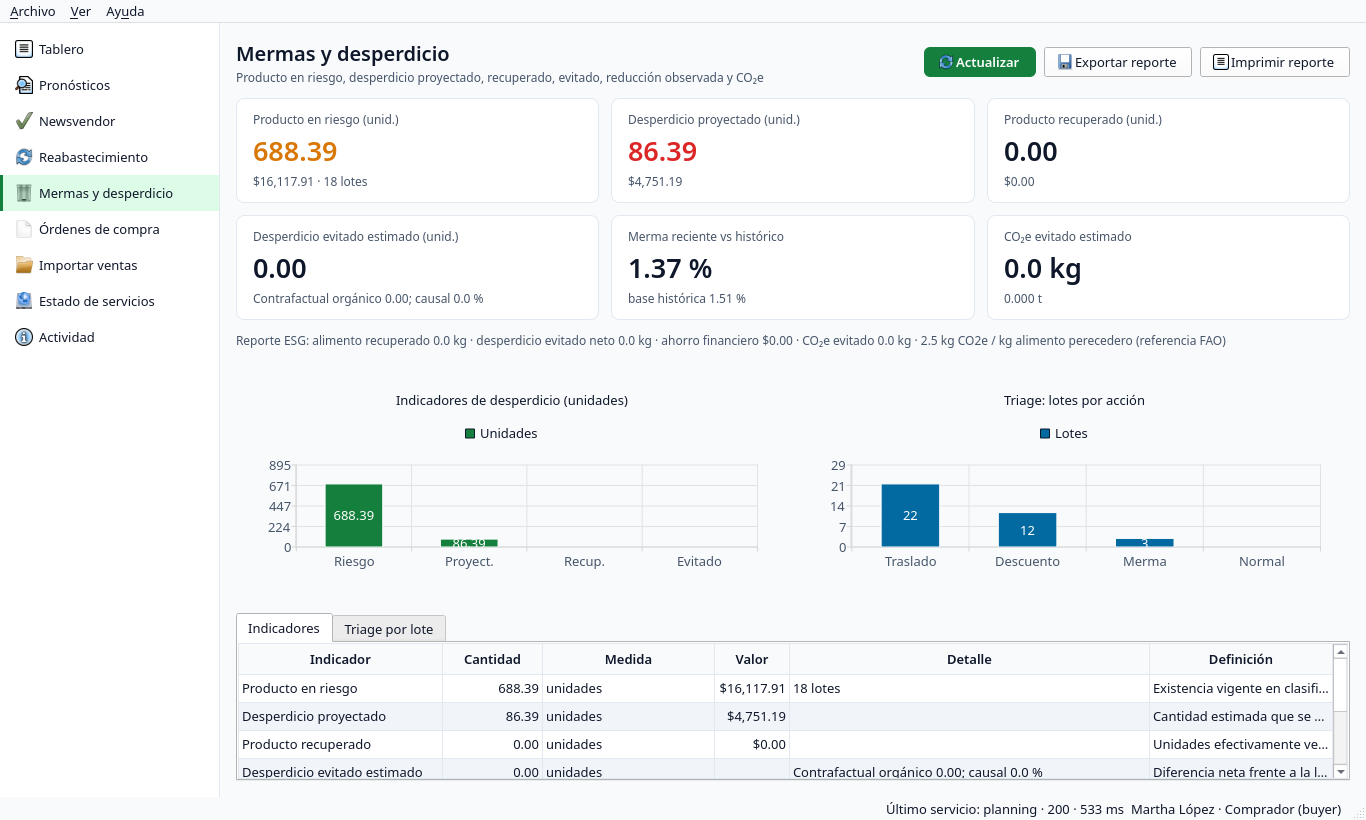 Archivo Ver Ayuda
Tablero
Pronósticos
Newsvendor
Reabastecimiento
Mermas y desperdicio
Órdenes de compra
Importar ventas
Estado de servicios
Actividad
Mermas y desperdicio
Producto en riesgo, desperdicio proyectado, recuperado, evitado, reducción observada y CO₂e
Actualizar
Exportar reporte
Imprimir reporte
Producto en riesgo (unid.)
688.39
$16,117.91 · 18 lotes
Desperdicio proyectado (unid.)
86.39
$4,751.19
Producto recuperado (unid.)
0.00
$0.00
Desperdicio evitado estimado (unid.)
0.00
Contrafactual orgánico 0.00; causal 0.0 %
Merma reciente vs histórico
1.37 %
base histórica 1.51 %
CO₂e evitado estimado
0.0 kg
0.000 t
Reporte ESG: alimento recuperado 0.0 kg · desperdicio evitado neto 0.0 kg · ahorro financiero $0.00 · CO₂e evitado 0.0 kg · 2.5 kg CO2e / kg alimento perecedero (referencia FAO)
Indicadores de desperdicio (unidades)
Unidades
895
671
447
224
0
688.39
86.39
Riesgo Proyect. Recup. Evitado
Triage: lotes por acción
Lotes
29
21
14
7
0
22
12
3
Traslado Descuento Merma Normal
Indicadores Triage por lote
Indicador Cantidad Medida Valor Detalle Definición
Producto en riesgo 688.39 unidades $16,117.91 18 lotes Existencia vigente en clasifi...
Desperdicio proyectado 86.39 unidades $4,751.19 Cantidad estimada que se ...
Producto recuperado 0.00 unidades $0.00 Unidades efectivamente ve...
Desperdicio evitado estimado 0.00 unidades Contrafactual orgánico 0.00; causal 0.0 % Diferencia neta frente a la l...
Último servicio: planning · 200 · 533 ms Martha López · Comprador (buyer)